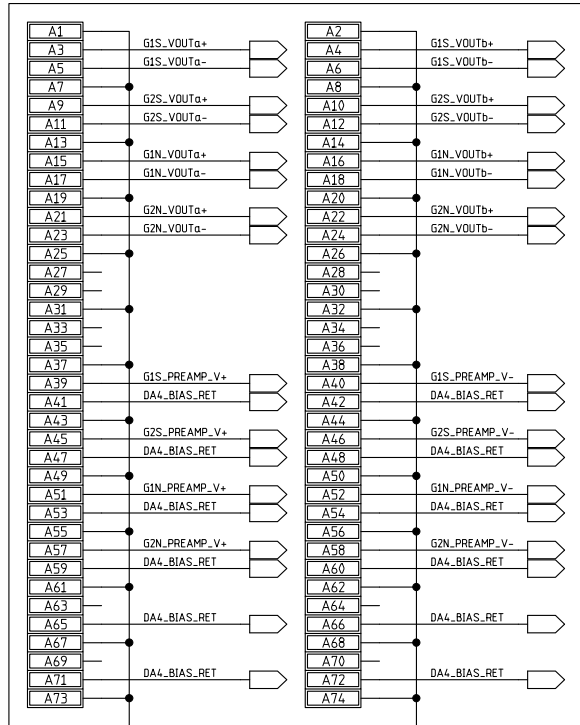 A1 A2
A3 G1S_VOUTa+ A4 G1S_VOUTb+
A5 G1S_VOUTa- A6 G1S_VOUTb-
A7 A8
A9 G2S_VOUTa+ A10 G2S_VOUTb+
A11 G2S_VOUTa- A12 G2S_VOUTb-
A13 A14
A15 G1N_VOUTa+ A16 G1N_VOUTb+
A17 G1N_VOUTa- A18 G1N_VOUTb-
A19 A20
A21 G2N_VOUTa+ A22 G2N_VOUTb+
A23 G2N_VOUTa- A24 G2N_VOUTb-
A25 A26
A27 A28
A29 A30
A31 A32
A33 A34
A35 A36
A37 A38
A39 G1S_PREAMP_V+ A40 G1S_PREAMP_V-
A41 DA4_BIAS_RET A42 DA4_BIAS_RET
A43 A44
A45 G2S_PREAMP_V+ A46 G2S_PREAMP_V-
A47 DA4_BIAS_RET A48 DA4_BIAS_RET
A49 A50
A51 G1N_PREAMP_V+ A52 G1N_PREAMP_V-
A53 DA4_BIAS_RET A54 DA4_BIAS_RET
A55 A56
A57 G2N_PREAMP_V+ A58 G2N_PREAMP_V-
A59 DA4_BIAS_RET A60 DA4_BIAS_RET
A61 A62
A63 A64
A65 DA4_BIAS_RET A66 DA4_BIAS_RET
A67 A68
A69 A70
A71 DA4_BIAS_RET A72 DA4_BIAS_RET
A73 A74